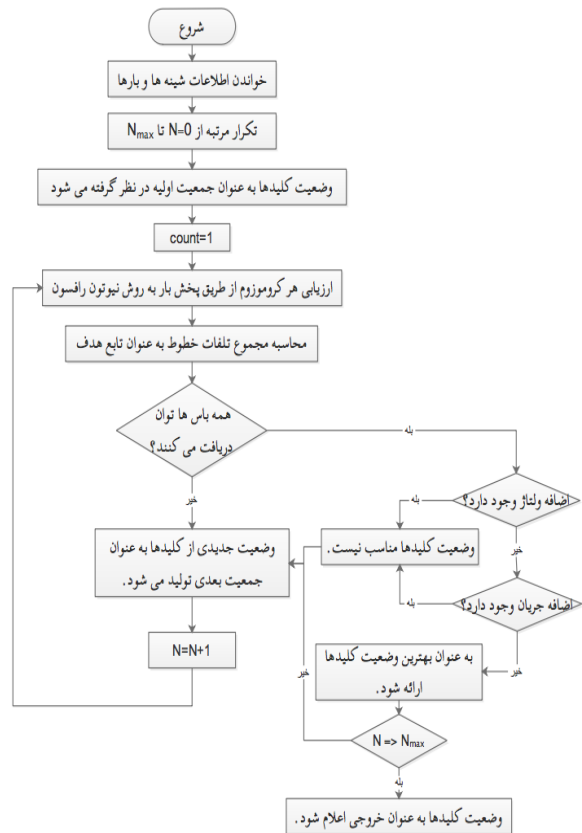 شروع
خواندن اطلاعات شینه ها و بارها
تکرار مرتبه از N=0 تا Nmax
وضعیت کلیدها به عنوان جمعیت اولیه در نظر گرفته می شود
count=1
ارزیابی هر کروموزوم از طریق پخش بار به روش نیوتون رافسون
محاسبه مجموع تلفات خطوط به عنوان تابع هدف
همه باس ها توان
دریافت می کنند؟
بله
خیر
اضافه ولتاژ وجود دارد؟
بله
خیر
وضعیت کلیدها مناسب نیست.
وضعیت جدیدی از کلیدها به عنوان
جمعیت بعدی تولید می شود.
اضافه جریان وجود دارد؟
بله
خیر
N=N+1
به عنوان بهترین وضعیت کلیدها
ارائه شود.
خیر
N => Nmax
بله
وضعیت کلیدها به عنوان خروجی اعلام شود.